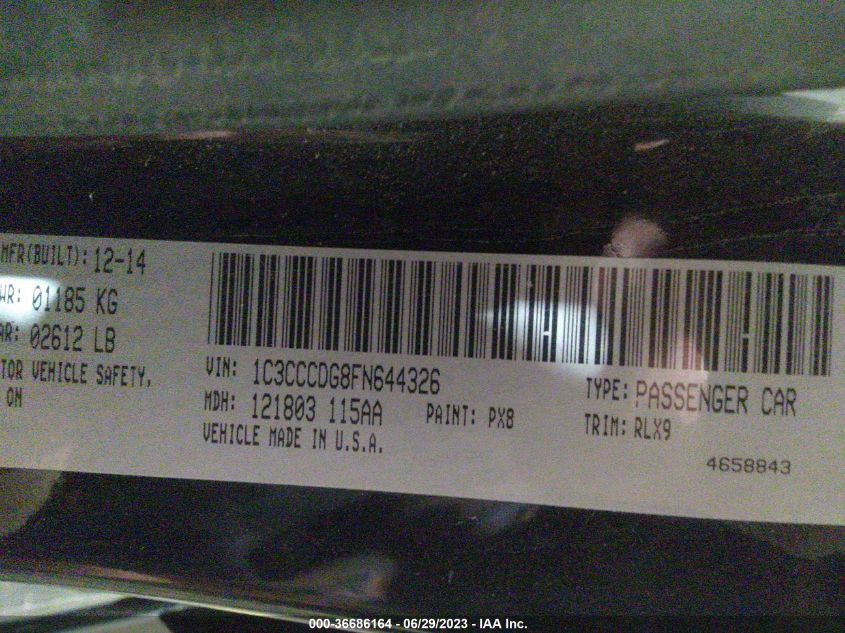 MFR(BUILT): 12-14
WR: 01185 KG
AR: 02612 LB
TOR VEHICLE SAFETY,
ON
VIN: 1C3CCCDG8FN644326
MDH: 121803 115AA
PAINT: PX8
VEHICLE MADE IN U.S.A.
TYPE: PASSENGER CAR
TRIM: RLX9
4658843
000-36686164 - 06/29/2023 - IAA Inc.